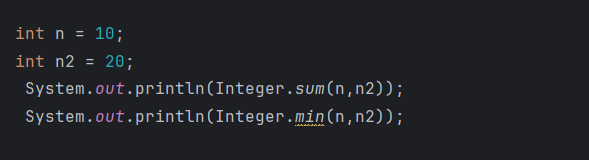 int n = 10;
int n2 = 20;
System.out.println(Integer.sum(n,n2));
System.out.println(Integer.min(n,n2));